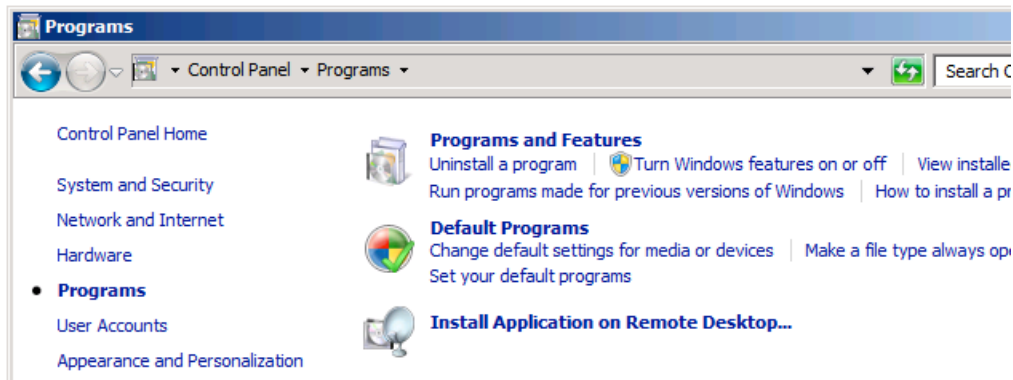 Programs
Control Panel Programs
Search
Control Panel Home
System and Security
Network and Internet
Hardware
Programs
User Accounts
Appearance and Personalization
Programs and Features
Uninstall a program Turn Windows features on or off View
Run programs made for previous versions of Windows How to install a
Default Programs
Change default settings for media or devices Make a file type always
Set your default programs
Install Application on Remote Desktop...